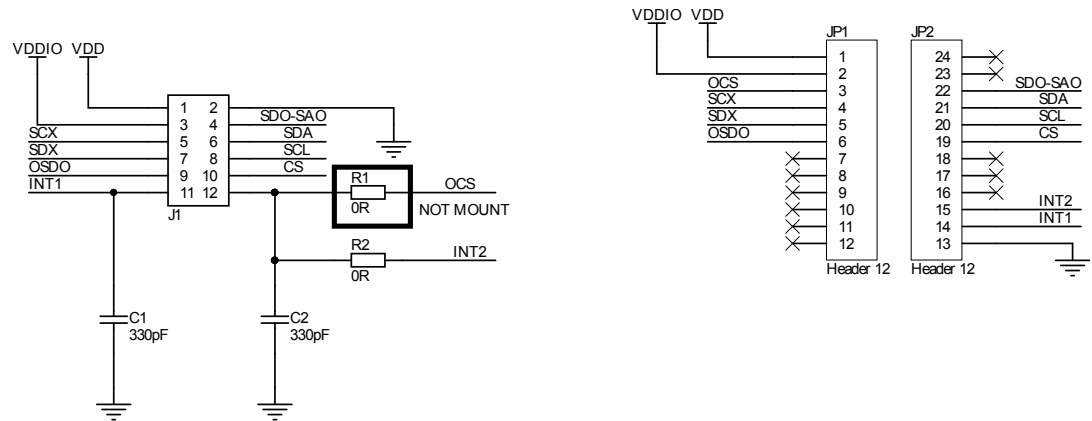 VDDIO VDD
1 2
3 4 SDO-SAO
SCX 5 6 SDA
SDX 7 8 SCL
OSDO 9 10 CS
INT1 11 12
J1
R1
0R
OCS
NOT MOUNT
R2
0R
INT2
C1
330pF
C2
330pF
VDDIO VDD
JP1
1
2
OCS 3
SCX 4
SDX 5
OSDO 6
7
8
9
10
11
12
Header 12
JP2
24
23
22 SDO-SAO
21 SDA
20 SCL
19 CS
18
17
16
15 INT2
14 INT1
13
Header 12